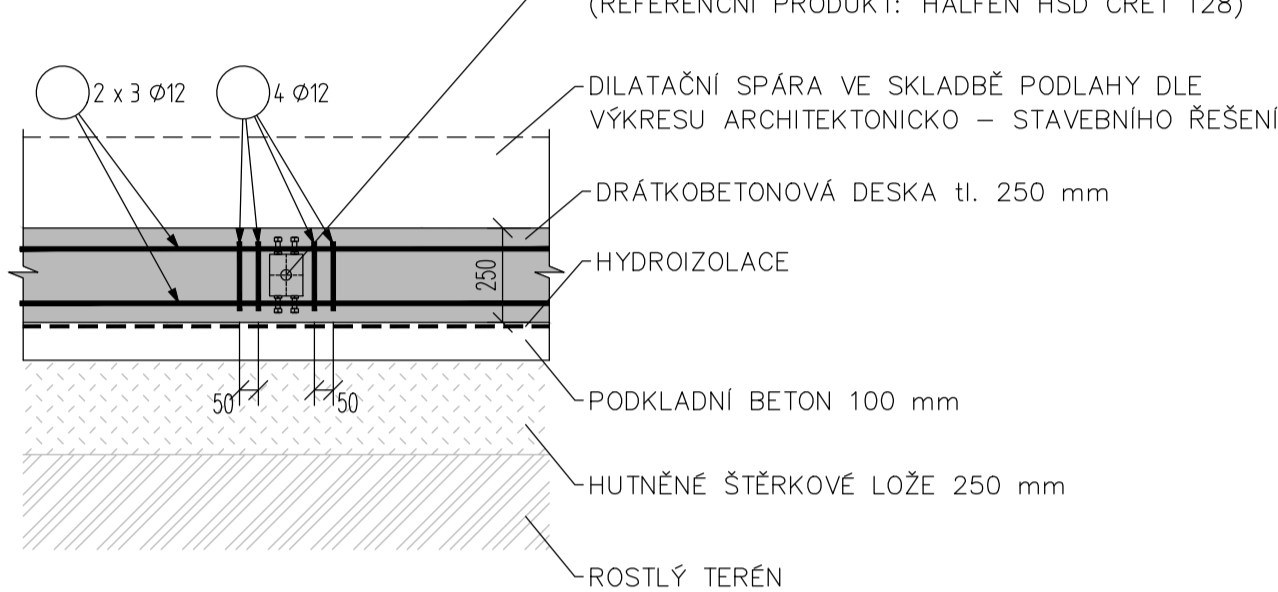 (REFERENČNÍ PRODUKT: HALFEN HSD CRET 128)
2 x 3 Ø12
4 Ø12
DILATAČNÍ SPÁRA VE SKLADBĚ PODLAHY DLE
VÝKRESU ARCHITEKTONICKO – STAVEBNÍHO ŘEŠENÍ
DRÁTKOBETONOVÁ DESKA tl. 250 mm
HYDROIZOLACE
250
50
50
PODKLADNÍ BETON 100 mm
HUTNĚNÉ ŠTĚRKOVÉ LOŽE 250 mm
ROSTLÝ TERÉN